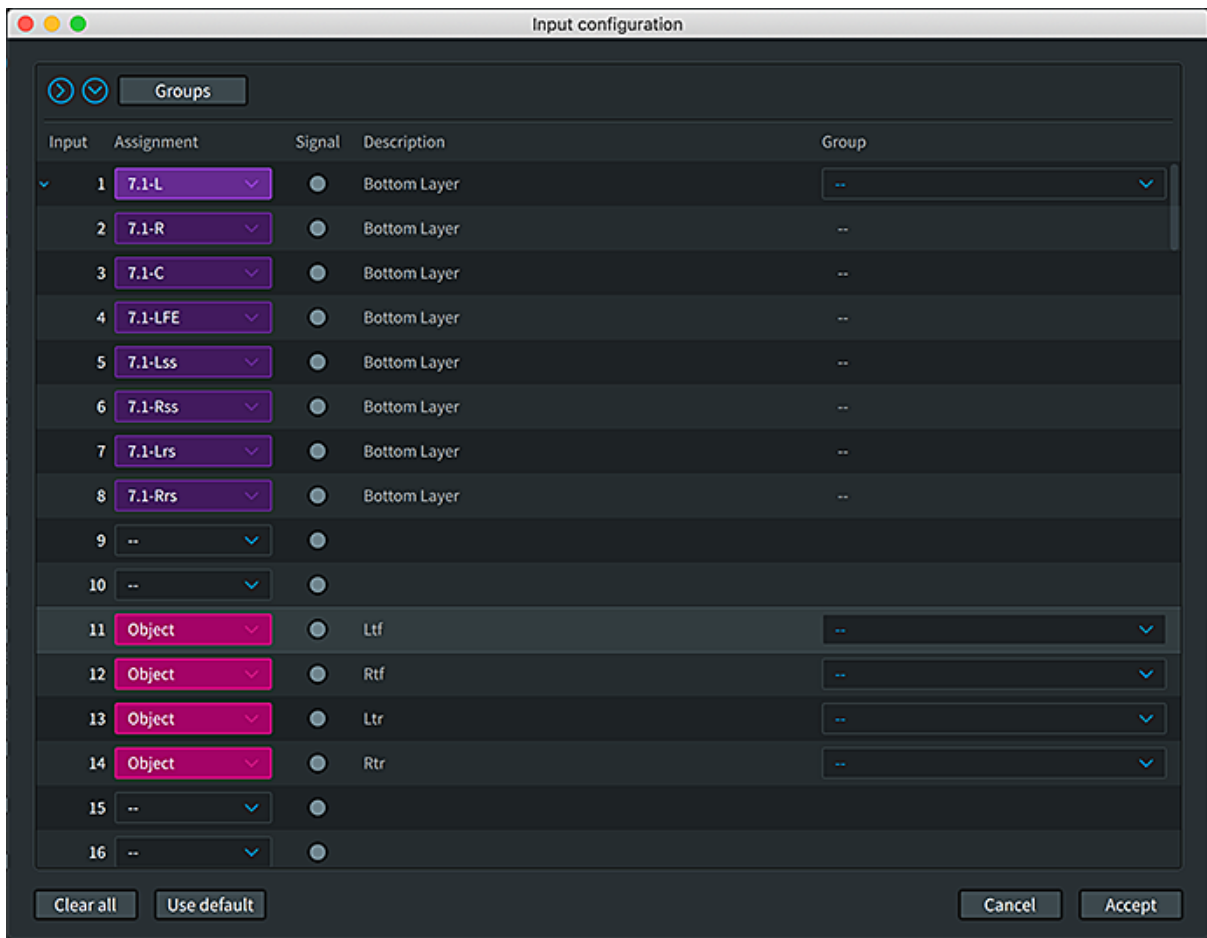 Input configuration
Groups
Input Assignment Signal Description Group
1 7.1-L Bottom Layer --
2 7.1-R Bottom Layer --
3 7.1-C Bottom Layer --
4 7.1-LFE Bottom Layer --
5 7.1-Lss Bottom Layer --
6 7.1-Rss Bottom Layer --
7 7.1-Lrs Bottom Layer --
8 7.1-Rrs Bottom Layer --
9 --
10 --
11 Object Ltf --
12 Object Rtf --
13 Object Ltr --
14 Object Rtr --
15 --
16 --
Clear all Use default Cancel Accept